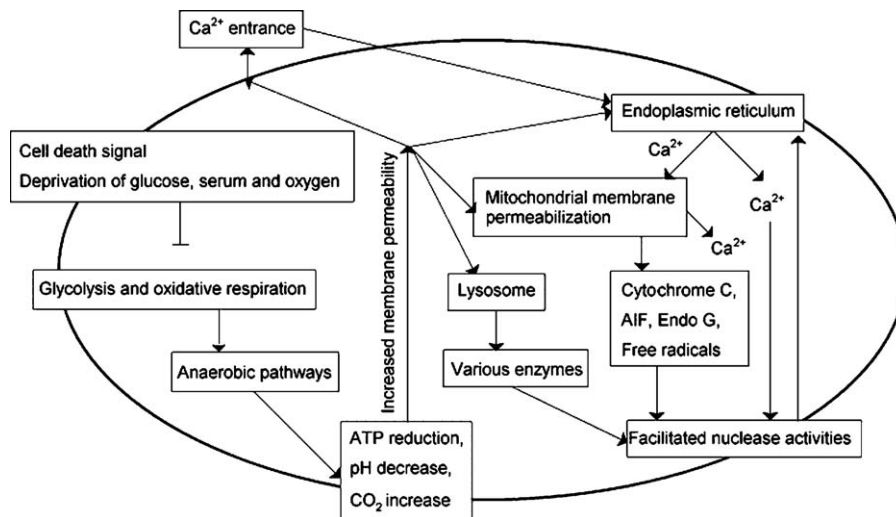 Ca²⁺ entrance
Endoplasmic reticulum
Cell death signal
Deprivation of glucose, serum and oxygen
Ca²⁺
Increased membrane permeability
Mitochondrial membrane
permeabilization
Ca²⁺
Ca²⁺
Glycolysis and oxidative respiration
Lysosome
Cytochrome C,
AIF, Endo G,
Free radicals
Anaerobic pathways
Various enzymes
ATP reduction,
pH decrease,
CO₂ increase
Facilitated nuclease activities